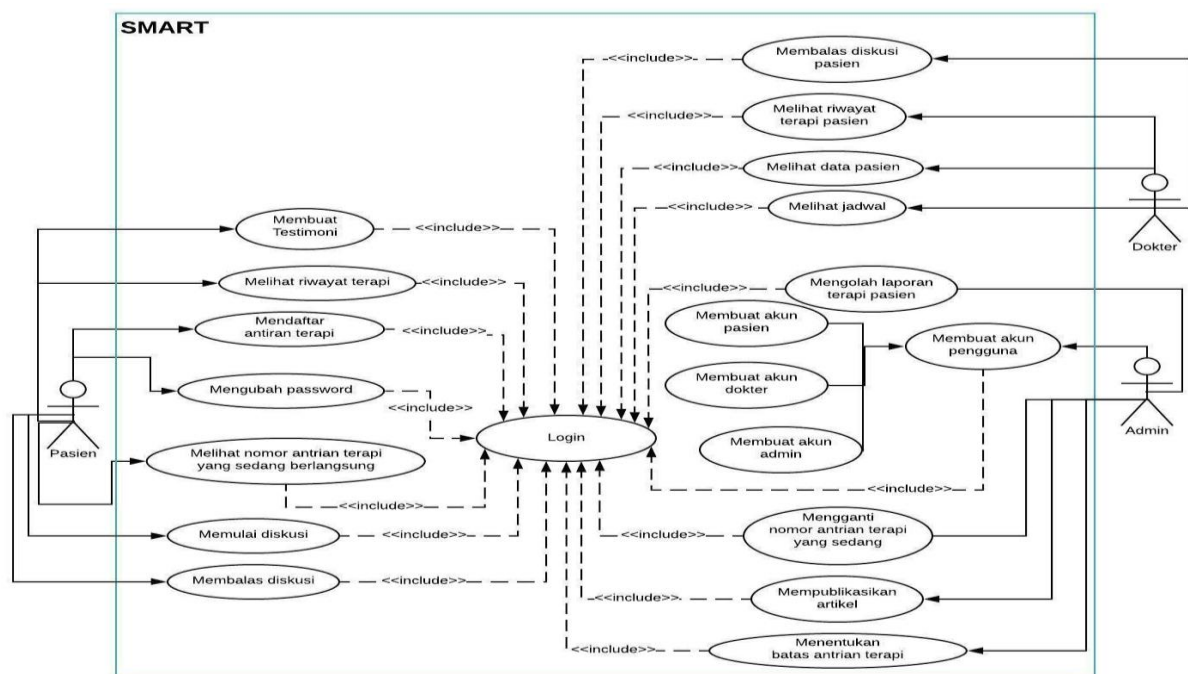 SMART
Membalas diskusi
pasien
<<include>>
Melihat riwayat
terapi pasien
<<include>>
Melihat data pasien
<<include>>
Melihat jadwal
<<include>>
Dokter
Membuat
Testimoni
<<include>>
Melihat riwayat terapi
<<include>>
Mendaftar
antiran terapi
<<include>>
Mengubah password
<<include>>
Pasien
Melihat nomor antrian terapi
yang sedang berlangsung
<<include>>
Memulai diskusi
<<include>>
Membalas diskusi
<<include>>
Login
Mengolah laporan
terapi pasien
<<include>>
Membuat akun
pasien
Membuat akun
pengguna
Membuat akun
dokter
Membuat akun
admin
<<include>>
Admin
Mengganti
nomor antrian terapi
yang sedang
<<include>>
Mempublikasikan
artikel
<<include>>
Menentukan
batas antrian terapi
<<include>>